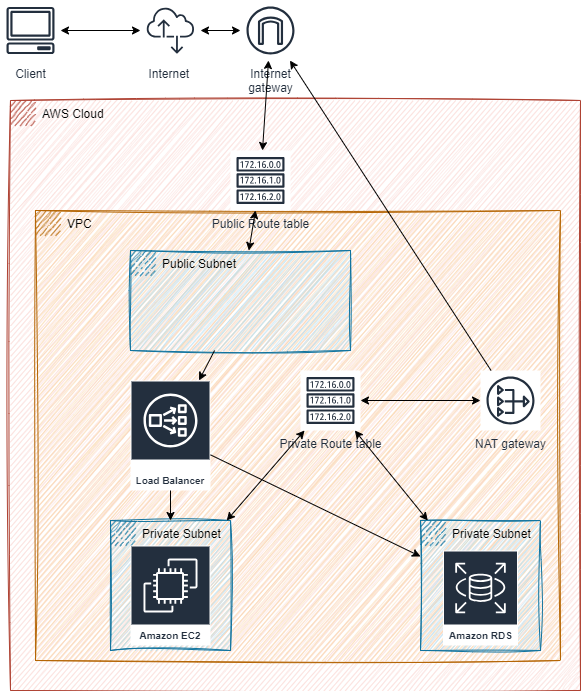 Client
Internet
Internet
gateway
AWS Cloud
172.16.0.0
172.16.1.0
172.16.2.0
Public Route table
VPC
Public Subnet
172.16.0.0
172.16.1.0
172.16.2.0
Private Route table
NAT gateway
Load Balancer
Private Subnet
Amazon EC2
Private Subnet
Amazon RDS